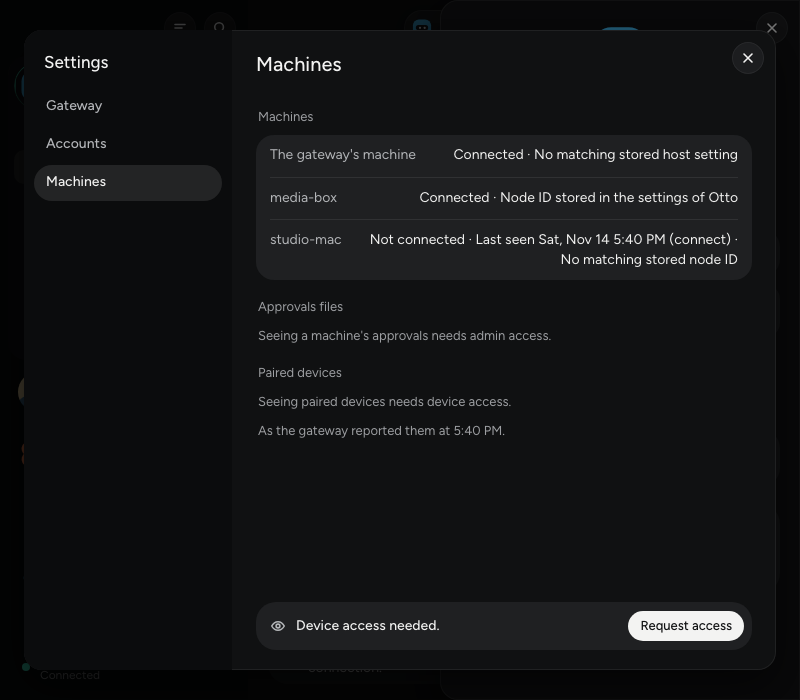 Settings
Gateway
Accounts
Machines
Machines
Machines
The gateway's machine Connected · No matching stored host setting
media-box Connected · Node ID stored in the settings of Otto
studio-mac Not connected · Last seen Sat, Nov 14 5:40 PM (connect) ·
No matching stored node ID
Approvals files
Seeing a machine's approvals needs admin access.
Paired devices
Seeing paired devices needs device access.
As the gateway reported them at 5:40 PM.
Device access needed.
Request access
Connected